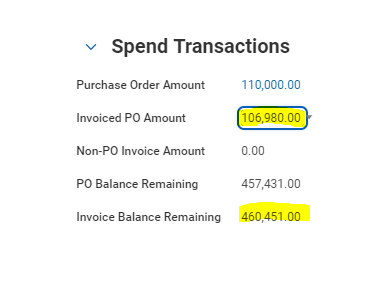 Spend Transactions
Purchase Order Amount 110,000.00
Invoiced PO Amount 106,980.00
Non-PO Invoice Amount 0.00
PO Balance Remaining 457,431.00
Invoice Balance Remaining 460,451.00